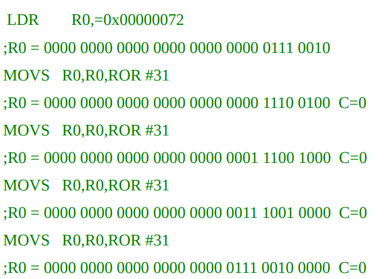 LDR R0,=0x00000072
;R0 = 0000 0000 0000 0000 0000 0000 0111 0010
MOVS R0,R0,ROR #31
;R0 = 0000 0000 0000 0000 0000 0000 1110 0100 C=0
MOVS R0,R0,ROR #31
;R0 = 0000 0000 0000 0000 0000 0001 1100 1000 C=0
MOVS R0,R0,ROR #31
;R0 = 0000 0000 0000 0000 0000 0011 1001 0000 C=0
MOVS R0,R0,ROR #31
;R0 = 0000 0000 0000 0000 0000 0111 0010 0000 C=0